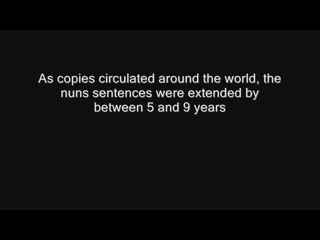 As copies circulated around the world, the
nuns sentences were extended by
between 5 and 9 years